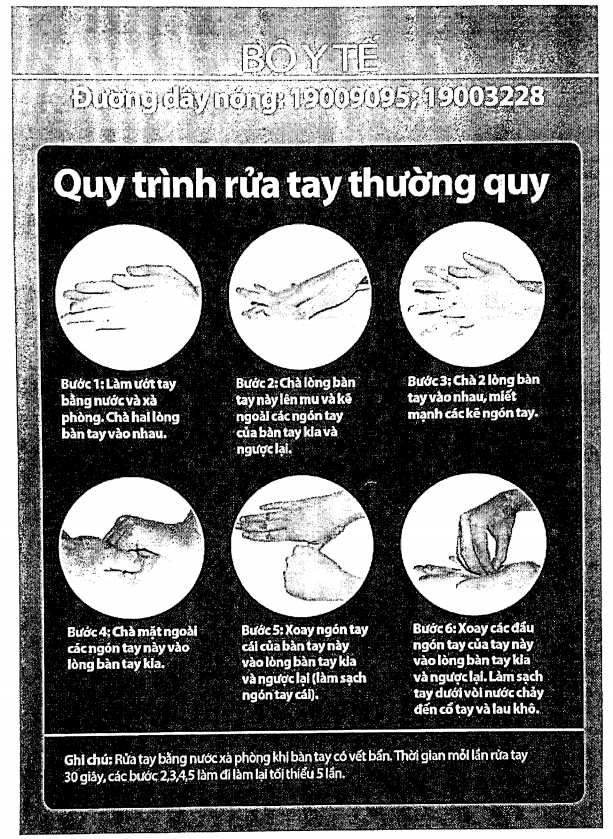 BỘ Y TẾ
Đường dây nóng: 19009095; 19003228
Quy trình rửa tay thường quy
Bước 1: Làm ướt tay
bằng nước và xà
phòng. Chà hai lòng
bàn tay vào nhau.
Bước 2: Chà lòng bàn
tay này lên mu và kẽ
ngoài các ngón tay
của bàn tay kia và
ngược lại.
Bước 3: Chà 2 lòng bàn
tay vào nhau, miết
mạnh các kẽ ngón tay.
Bước 4: Chà mặt ngoài
các ngón tay này vào
lòng bàn tay kia.
Bước 5: Xoay ngón tay
cái của bàn tay này
vào lòng bàn tay kia
và ngược lại (làm sạch
ngón tay cái).
Bước 6: Xoay các đầu
ngón tay của tay này
vào lòng bàn tay kia
và ngược lại. Làm sạch
tay dưới vòi nước chảy
đến cổ tay và lau khô.
Ghi chú: Rửa tay bằng nước xà phòng khi bàn tay có vết bẩn. Thời gian mỗi lần rửa tay
30 giây, các bước 2,3,4,5 làm đi làm lại tối thiểu 5 lần.